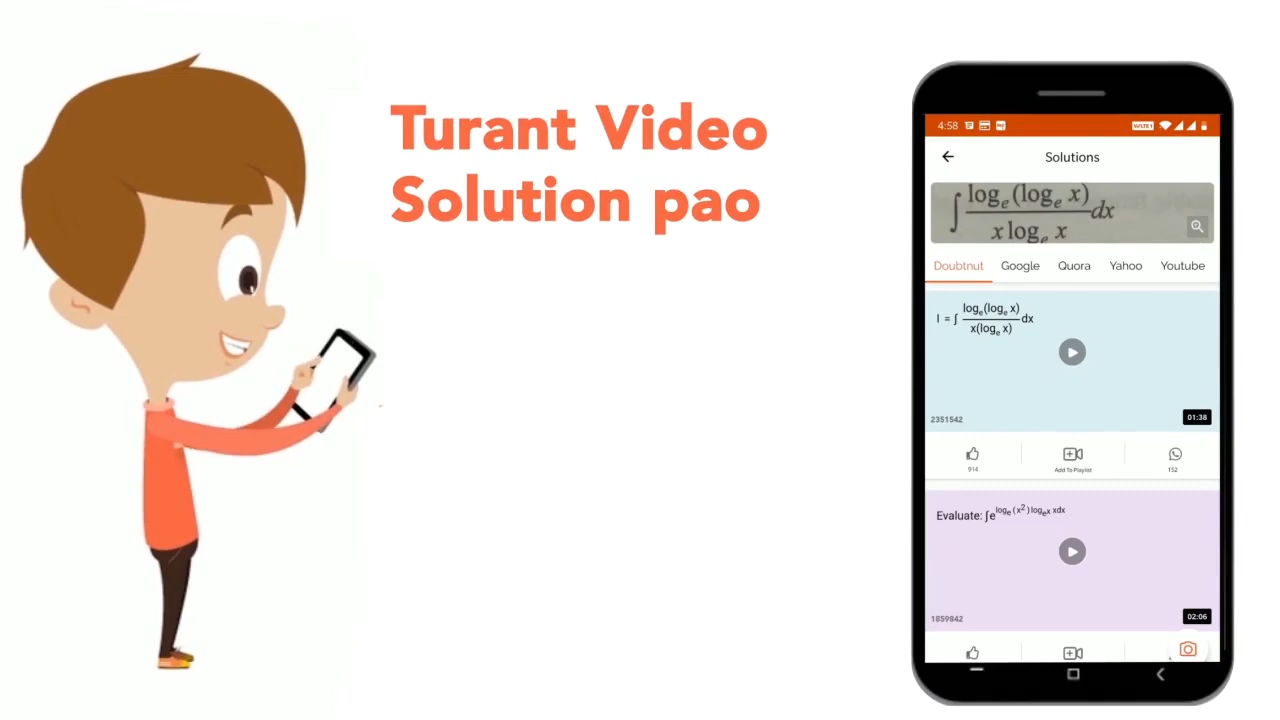 Turant Video
Solution pao
4:58
VoLTE1
Solutions
∫ logₑ(logₑ x) / x logₑ x dx
Doubtnut Google Quora Yahoo Youtube
I = ∫ logₑ(logₑ x) / x(logₑ x) dx
2351542 01:38
914 Add To Playlist 152
Evaluate: ∫e^logₑ(x²)logₑx xdx
1859842 02:06